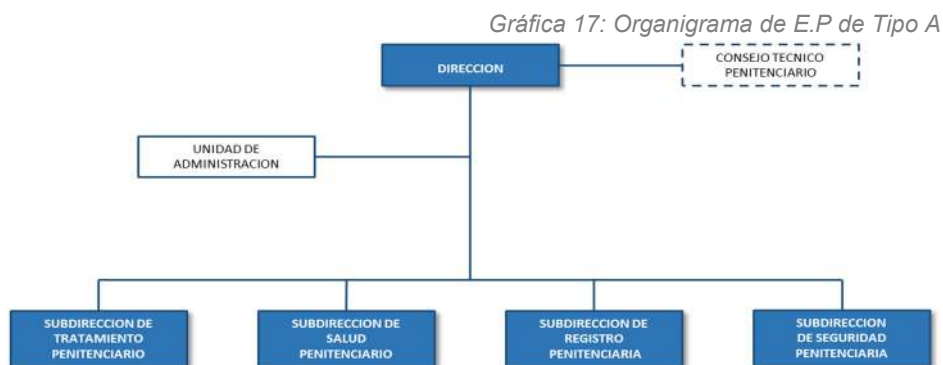 Gráfica 17: Organigrama de E.P de Tipo A
DIRECCION
CONSEJO TECNICO
PENITENCIARIO
UNIDAD DE
ADMINISTRACION
SUBDIRECCION DE
TRATAMIENTO
PENITENCIARIO
SUBDIRECCION DE
SALUD
PENITENCIARIO
SUBDIRECCION DE
REGISTRO
PENITENCIARIA
SUBDIRECCION
DE SEGURIDAD
PENITENCIARIA